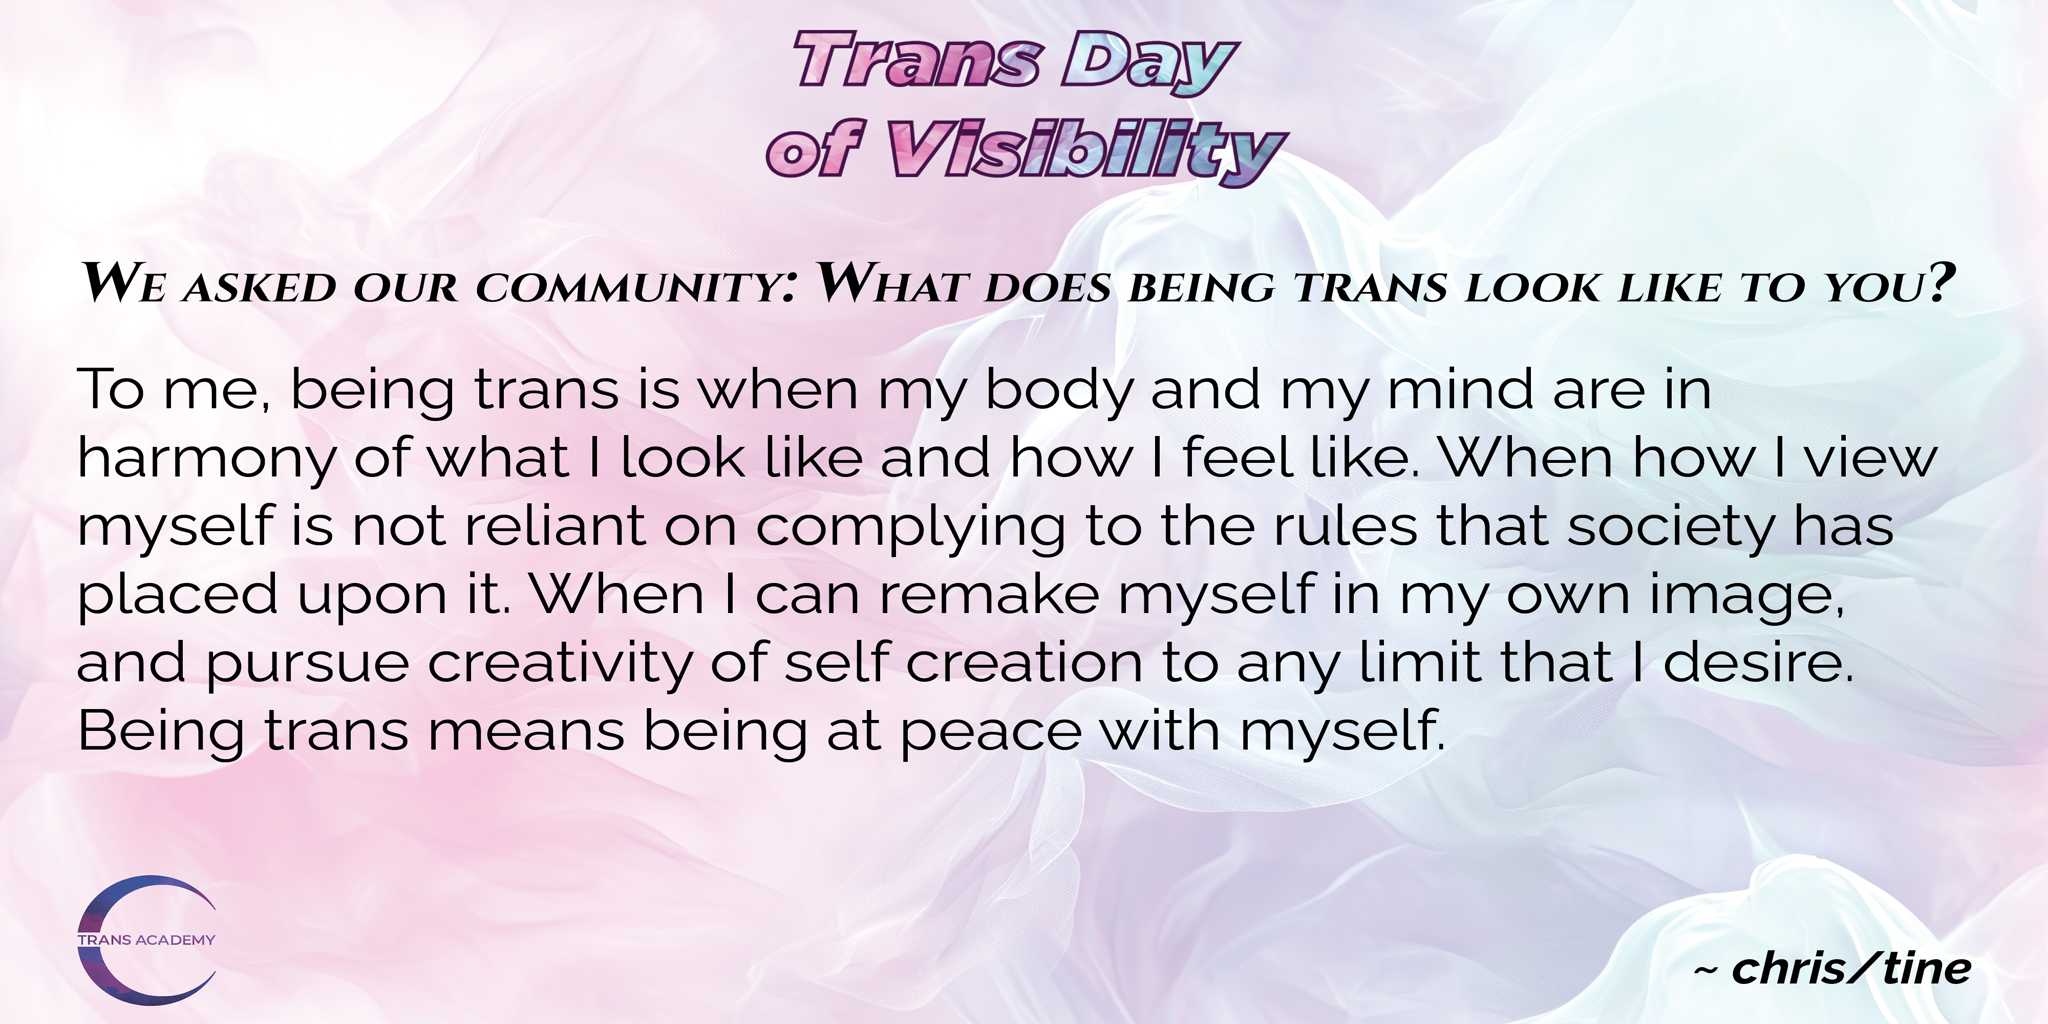 Trans Day
of Visibility
We asked our community: What does being trans look like to you?
To me, being trans is when my body and my mind are in
harmony of what I look like and how I feel like. When how I view
myself is not reliant on complying to the rules that society has
placed upon it. When I can remake myself in my own image,
and pursue creativity of self creation to any limit that I desire.
Being trans means being at peace with myself.
TRANS ACADEMY
~ chris/tine